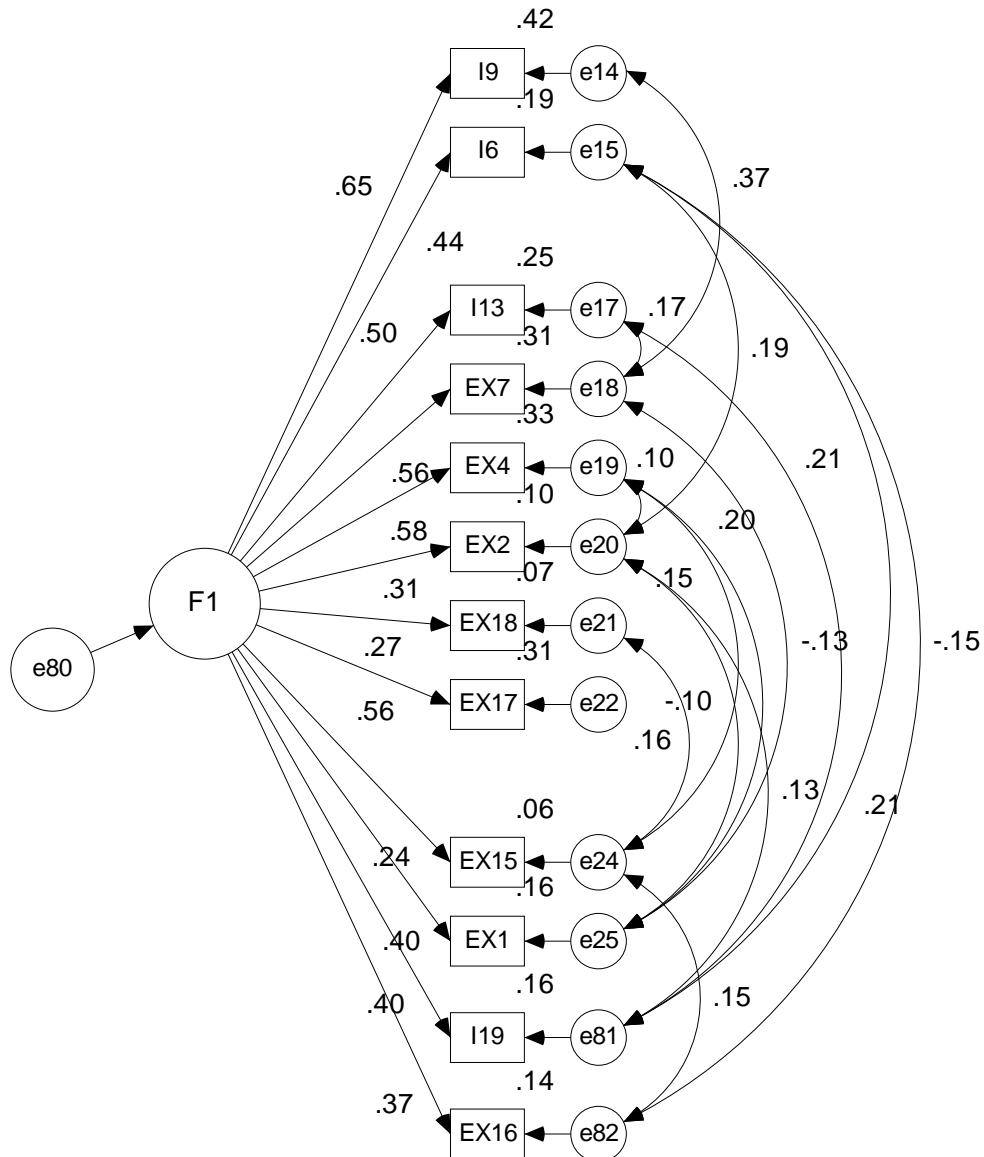 .42
I9
e14
.19
I6
e15
.65
.37
.44
.25
I13
e17
.17
.50
.31
.19
EX7
e18
.33
.56
EX4
e19
.10
.21
.10
.20
.58
EX2
e20
.07
.15
.31
F1
EX18
e21
.27
.31
-.13
-.15
e80
.56
EX17
e22
-.10
.16
.06
.13
.21
.24
EX15
e24
.16
.40
EX1
e25
.16
.40
.15
I19
e81
.14
.37
EX16
e82